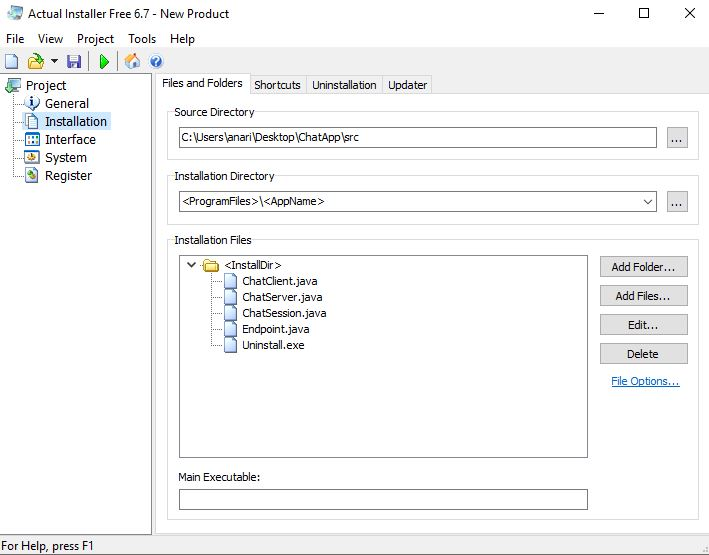 Actual Installer Free 6.7 - New Product
File View Project Tools Help
Project
General
Installation
Interface
System
Register
Files and Folders Shortcuts Uninstallation Updater
Source Directory
C:\Users\anari\Desktop\ChatApp\src
...
Installation Directory
<ProgramFiles>\<AppName>
...
Installation Files
<InstallDir>
ChatClient.java
ChatServer.java
ChatSession.java
Endpoint.java
Uninstall.exe
Add Folder...
Add Files...
Edit...
Delete
File Options...
Main Executable:
For Help, press F1